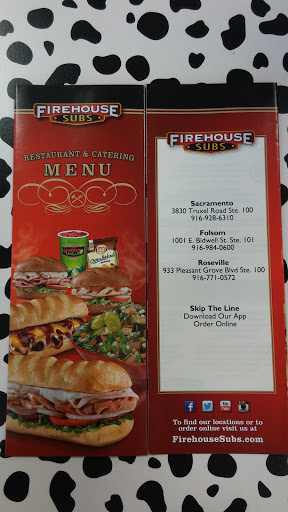 FIREHOUSE
SUBS
RESTAURANT & CATERING
MENU
FIREHOUSE
SUBS
Sacramento
3830 Truxel Road Ste. 100
916-928-6310
Folsom
1001 E. Bidwell St. Ste. 101
916-984-0600
Roseville
933 Pleasant Grove Blvd Ste. 100
916-771-0572
Skip The Line
Download Our App
Order Online
To find our locations or to
order online visit us at
FirehouseSubs.com